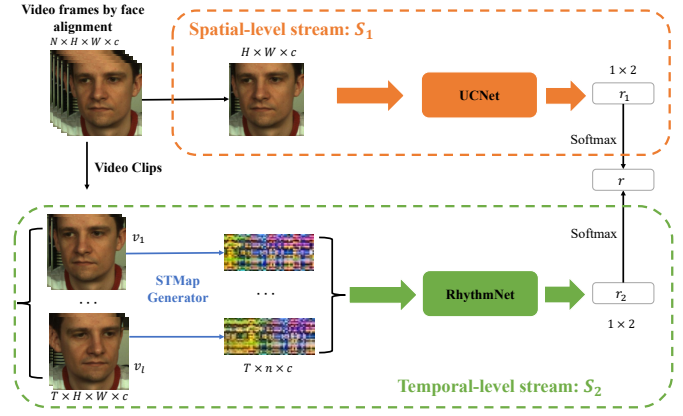 Video frames by face
alignment
N × H × W × c
Spatial-level stream: S₁
H × W × c
UCNet
1 × 2
r₁
Softmax
Video Clips
r
v₁
STMap
Generator
. . .
. . .
RhythmNet
Softmax
r₂
1 × 2
vₗ
T × H × W × c
T × n × c
Temporal-level stream: S₂